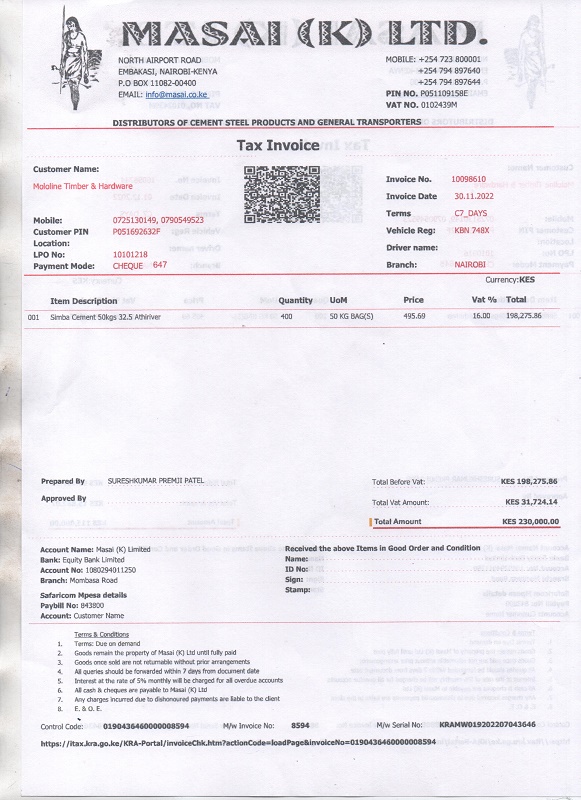 MASAI (K) LTD.
NORTH AIRPORT ROAD
EMBAKASI, NAIROBI-KENYA
P.O BOX 11082-00400
EMAIL: info@masai.co.ke
MOBILE: +254 723 800001
+254 794 897640
+254 794 897644
PIN NO. P051109158E
VAT NO. 0102439M
DISTRIBUTORS OF CEMENT STEEL PRODUCTS AND GENERAL TRANSPORTERS
Tax Invoice
Customer Name:
Mololine Timber & Hardware
Mobile: 0725130149, 0790549523
Customer PIN P051692632F
Location:
LPO No: 10101218
Payment Mode: CHEQUE 647
Invoice No. 10098610
Invoice Date 30.11.2022
Terms C7_DAYS
Vehicle Reg: KBN 748X
Driver name:
Branch: NAIROBI
Currency:KES
Item Description Quantity UoM Price Vat % Total
001 Simba Cement 50kgs 32.5 Athiriver 400 50 KG BAG(S) 495.69 16.00 198,275.86
Prepared By SURESHKUMAR PREMJI PATEL
Approved By
Total Before Vat: KES 198,275.86
Total Vat Amount: KES 31,724.14
Total Amount KES 230,000.00
Account Name: Masai (K) Limited
Bank: Equity Bank Limited
Account No: 1080294011250
Branch: Mombasa Road
Safaricom Mpesa details
Paybill No: 843800
Account: Customer Name
Received the above Items in Good Order and Condition
Name:
ID No:
Sign:
Stamp:
Terms & Conditions
1. Terms: Due on demand
2. Goods remain the property of Masai (K) Ltd until fully paid
3. Goods once sold are not returnable without prior arrangements
4. All queries should be forwarded within 7 days from document date
5. Interest at the rate of 5% monthly will be charged for all overdue accounts
6. All cash & cheques are payable to Masai (K) Ltd
7. Any charges incurred due to dishonoured payments are liable to the client
8. E. & O. E.
Control Code: 0190436460000008594 M/w Invoice No: 8594 M/w Serial No: KRAMW019202207043646
https://itax.kra.go.ke/KRA-Portal/invoiceChk.htm?actionCode=loadPage&invoiceNo=0190436460000008594